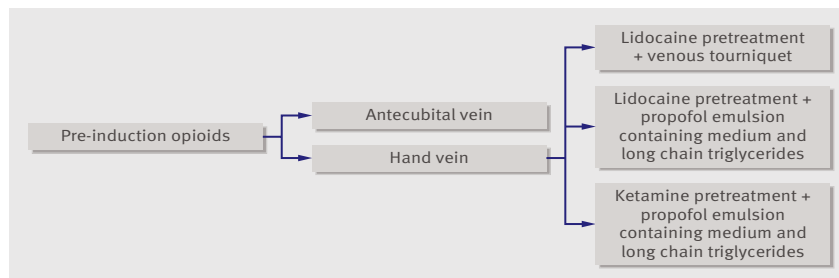 Pre-induction opioids
Antecubital vein
Hand vein
Lidocaine pretreatment
+ venous tourniquet
Lidocaine pretreatment +
propofol emulsion
containing medium and
long chain triglycerides
Ketamine pretreatment +
propofol emulsion
containing medium and
long chain triglycerides